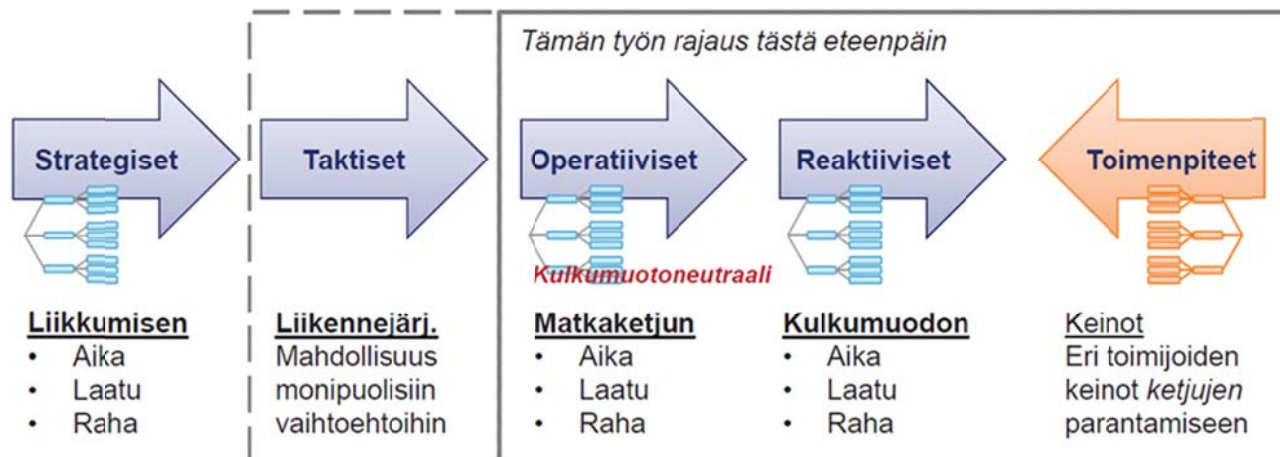 Tämän työn rajaus tästä eteenpäin
Strategiset
Taktiset
Operatiiviset
Reaktiiviset
Toimenpiteet
Kulkumuotoneutraali
Liikkumisen
• Aika
• Laatu
• Raha
Liikennejärj.
Mahdollisuus
monipuolisiin
vaihtoehtoihin
Matkaketjun
• Aika
• Laatu
• Raha
Kulkumuodon
• Aika
• Laatu
• Raha
Keinot
Eri toimijoiden
keinot ketjujen
parantamiseen